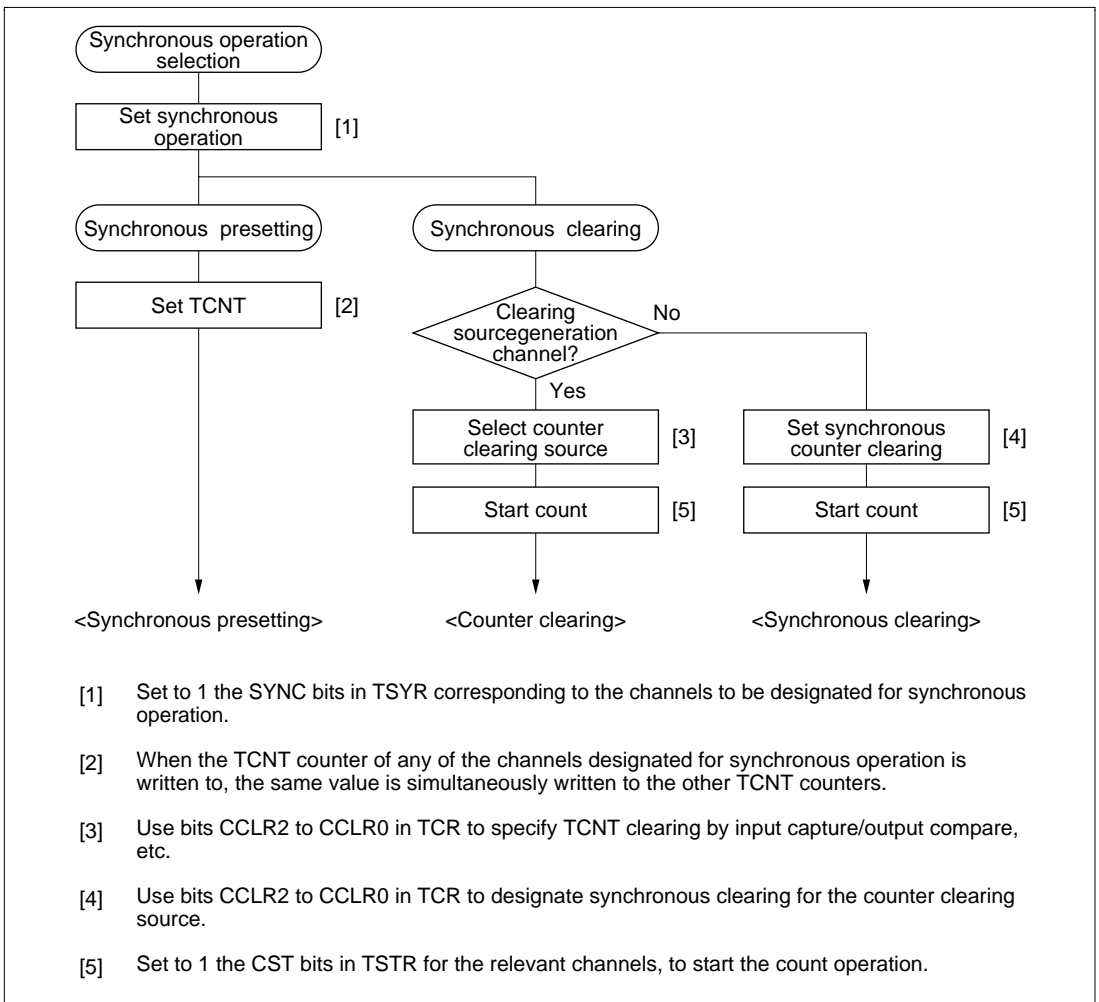 Synchronous operation
selection
Set synchronous
operation
[1]
Synchronous presetting
Synchronous clearing
Set TCNT
[2]
Clearing
sourcegeneration
channel?
No
Yes
Select counter
clearing source
[3]
Set synchronous
counter clearing
[4]
Start count
[5]
Start count
[5]
<Synchronous presetting>
<Counter clearing>
<Synchronous clearing>
[1] Set to 1 the SYNC bits in TSYR corresponding to the channels to be designated for synchronous
operation.
[2] When the TCNT counter of any of the channels designated for synchronous operation is
written to, the same value is simultaneously written to the other TCNT counters.
[3] Use bits CCLR2 to CCLR0 in TCR to specify TCNT clearing by input capture/output compare,
etc.
[4] Use bits CCLR2 to CCLR0 in TCR to designate synchronous clearing for the counter clearing
source.
[5] Set to 1 the CST bits in TSTR for the relevant channels, to start the count operation.